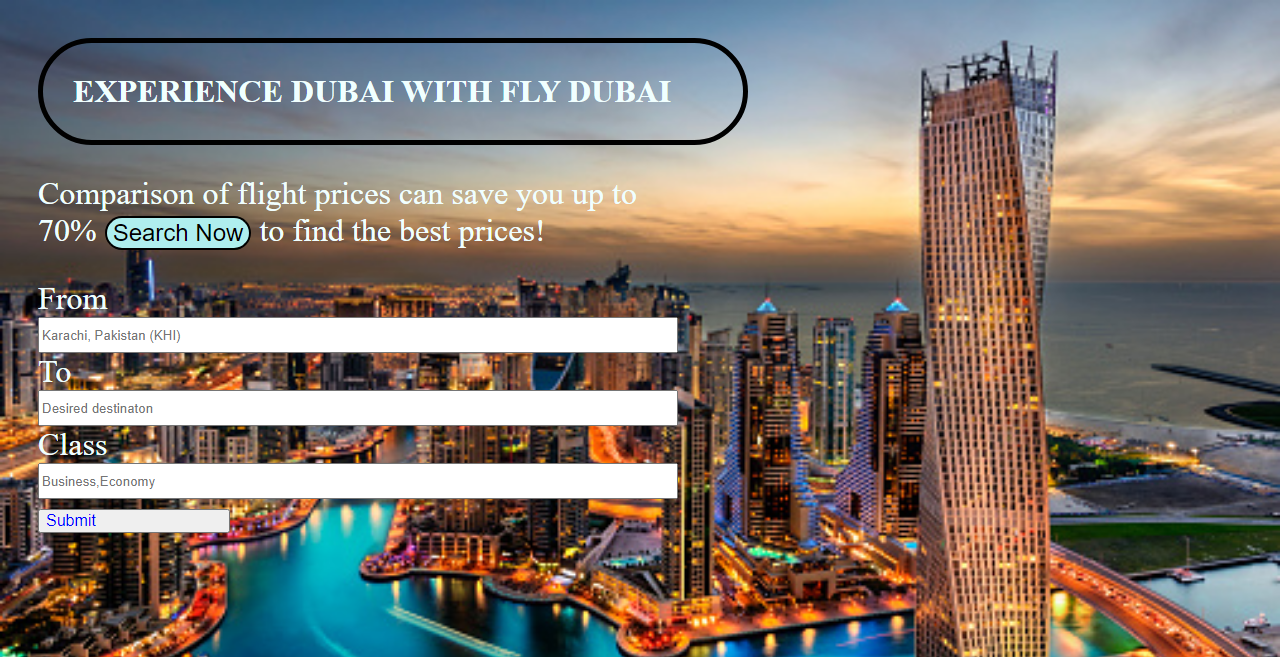 EXPERIENCE DUBAI WITH FLY DUBAI
Comparison of flight prices can save you up to
70% Search Now to find the best prices!
From
Karachi, Pakistan (KHI)
To
Desired destinaton
Class
Business,Economy
Submit